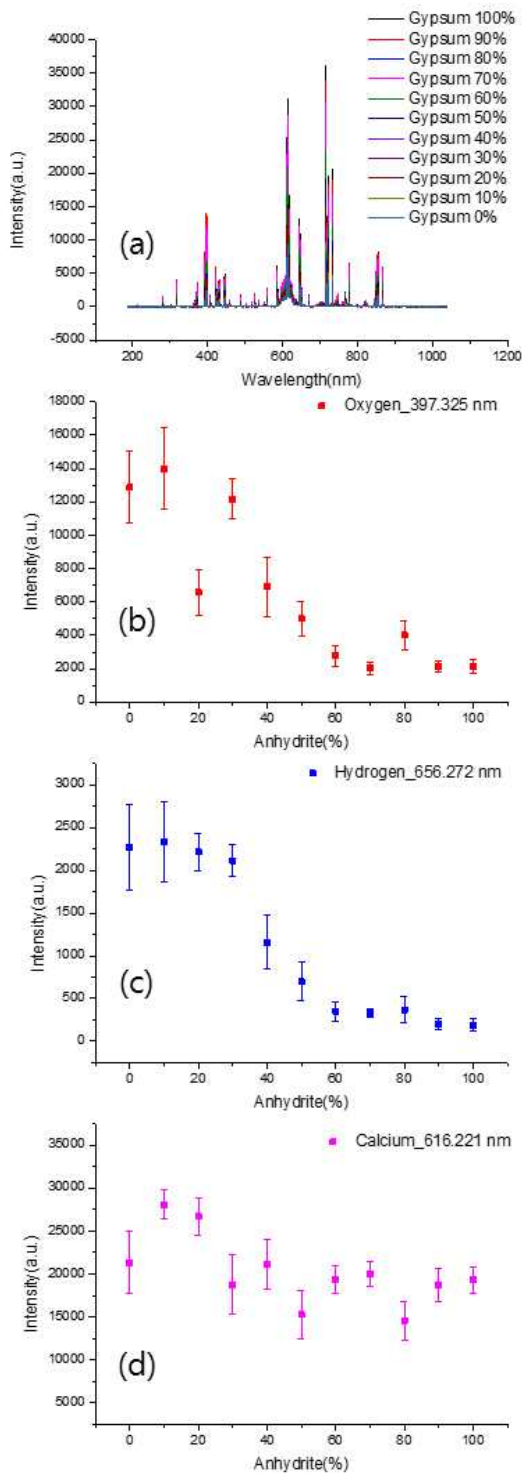 Gypsum 100%
Gypsum 90%
Gypsum 80%
Gypsum 70%
Gypsum 60%
Gypsum 50%
Gypsum 40%
Gypsum 30%
Gypsum 20%
Gypsum 10%
Gypsum 0%
45000
40000
35000
30000
25000
20000
15000
10000
5000
0
-5000
Intensity(a.u.)
(a)
200 400 600 800 1000 1200
Wavelength(nm)
Oxygen_397.325 nm
18000
16000
14000
12000
10000
8000
6000
4000
2000
0
Intensity(a.u.)
(b)
0 20 40 60 80 100
Anhydrite(%)
Hydrogen_656.272 nm
3000
2500
2000
1500
1000
500
0
Intensity(a.u.)
(c)
0 20 40 60 80 100
Anhydrite(%)
Calcium_616.221 nm
35000
30000
25000
20000
15000
10000
5000
Intensity(a.u.)
(d)
0 20 40 60 80 100
Anhydrite(%)